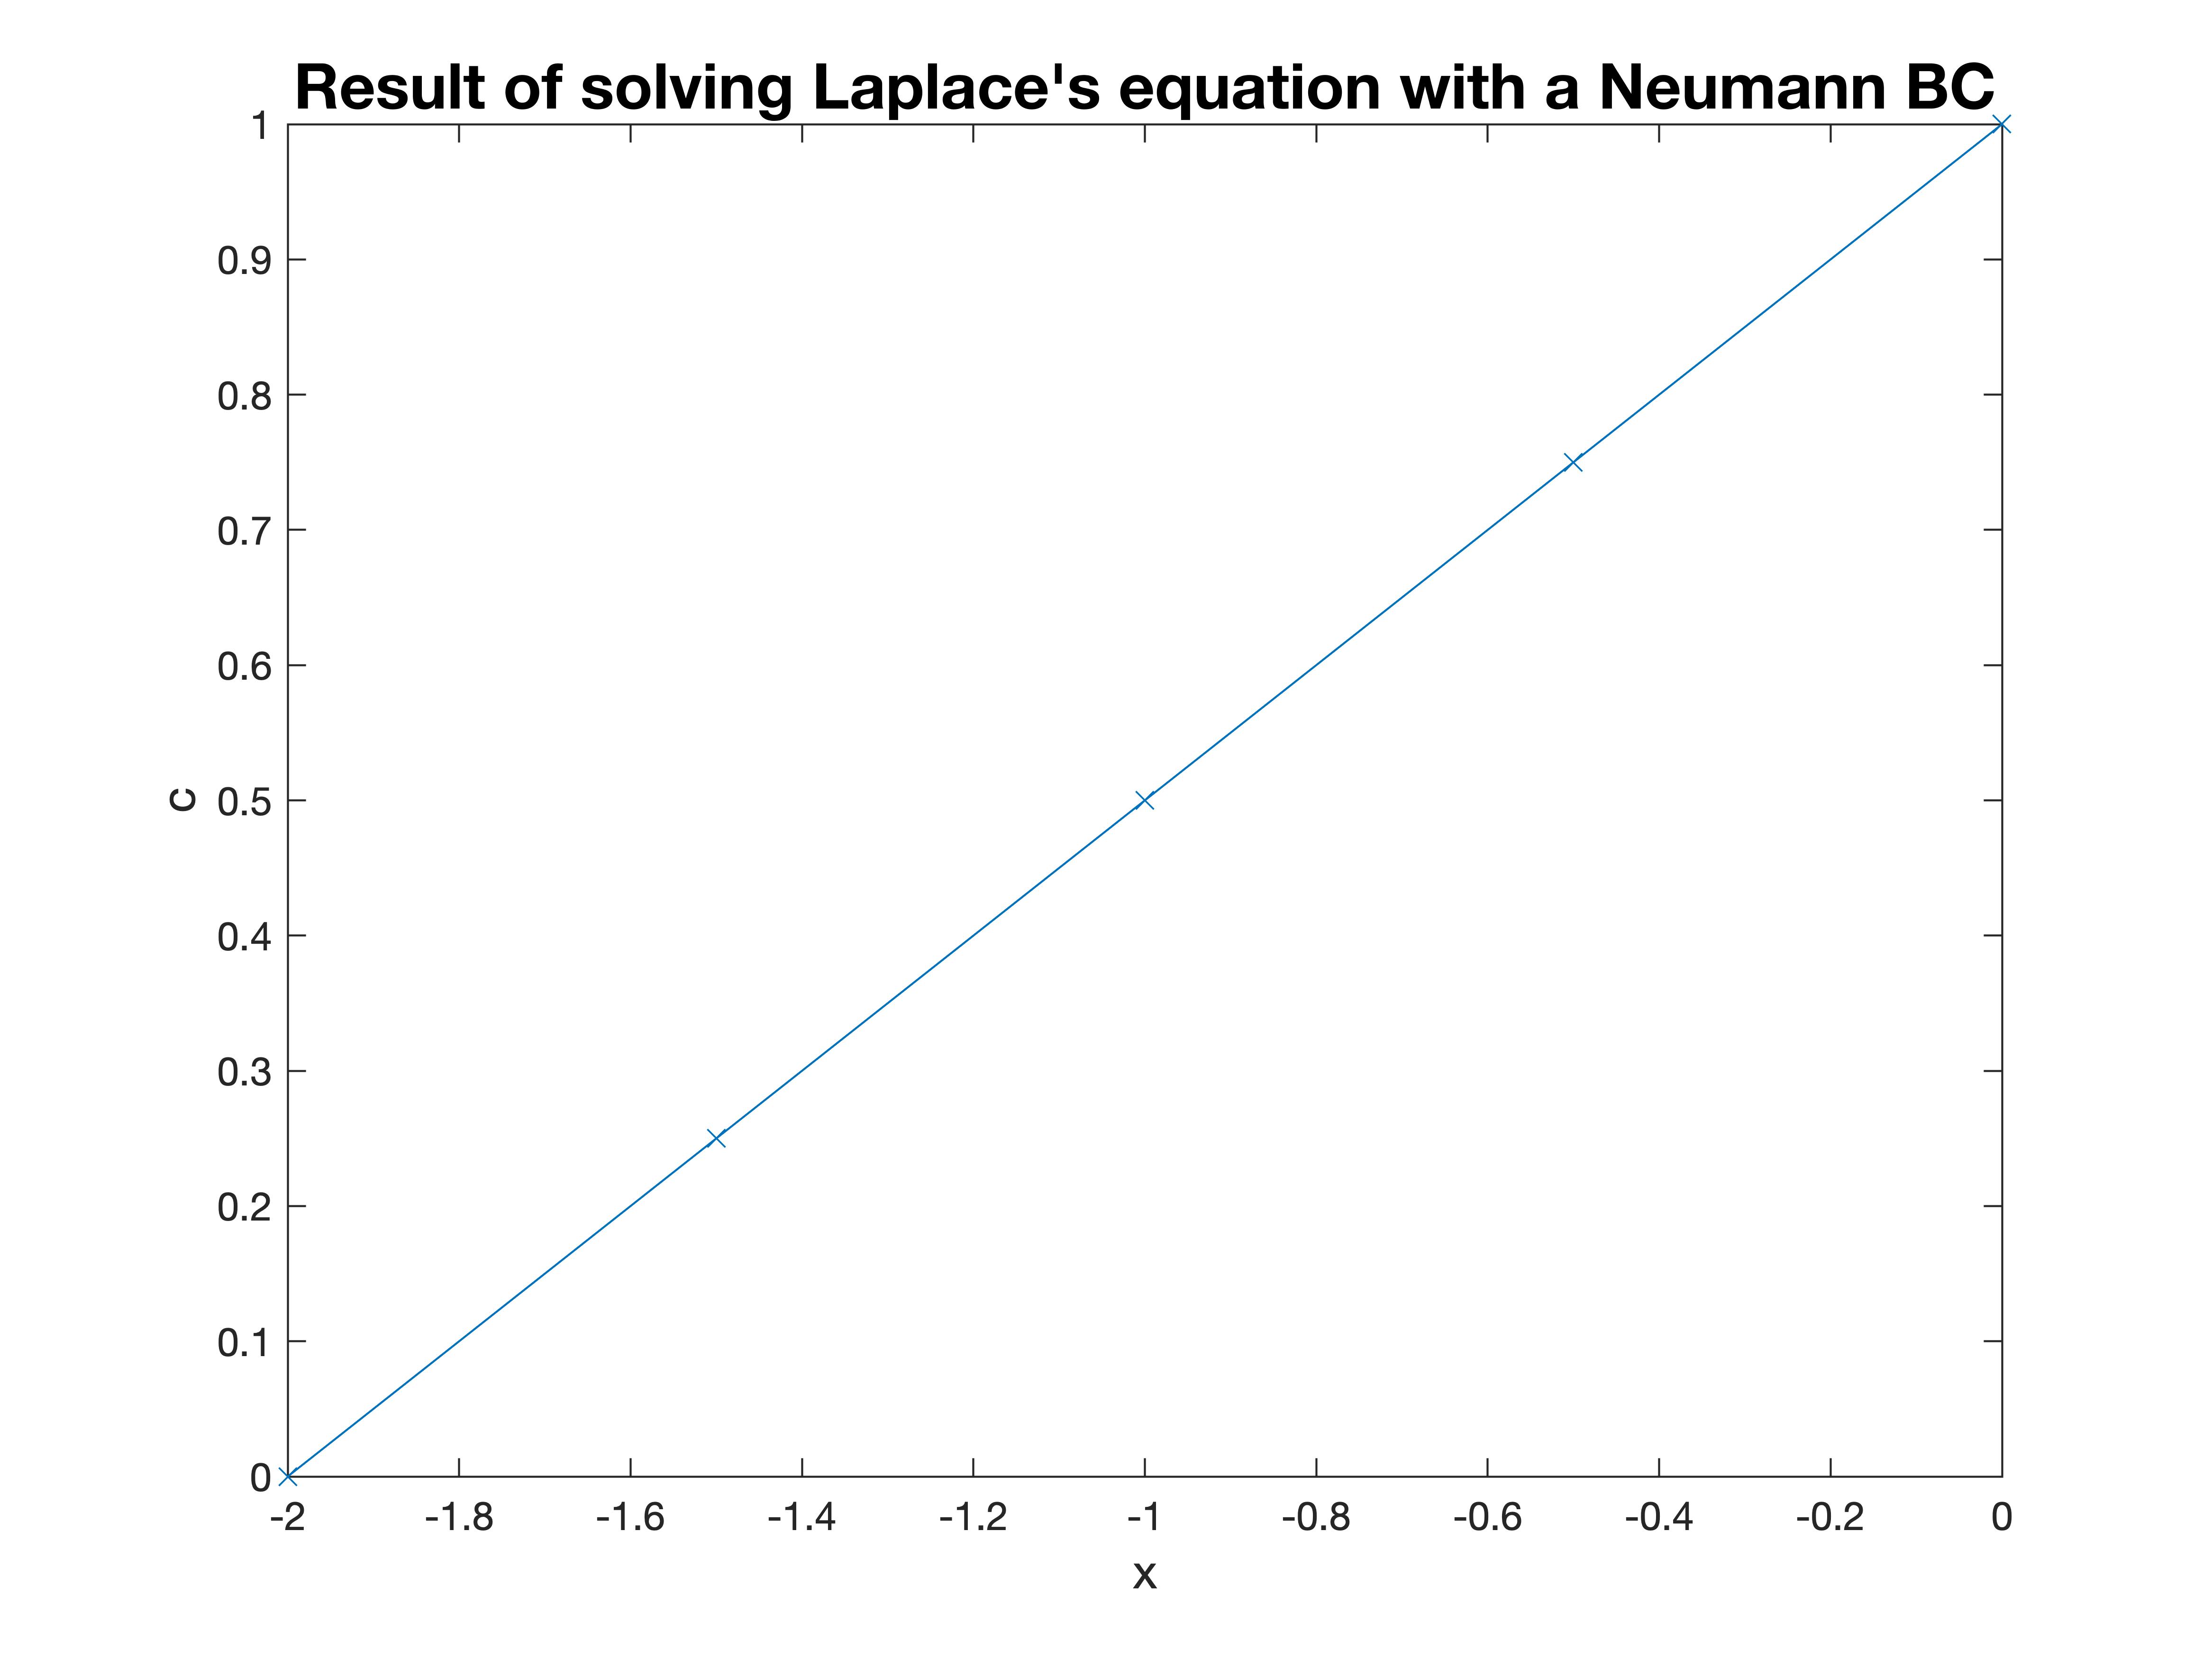 Result of solving Laplace's equation with a Neumann BC
1
0.9
0.8
0.7
0.6
0.5
0.4
0.3
0.2
0.1
0
c
-2 -1.8 -1.6 -1.4 -1.2 -1 -0.8 -0.6 -0.4 -0.2 0
x